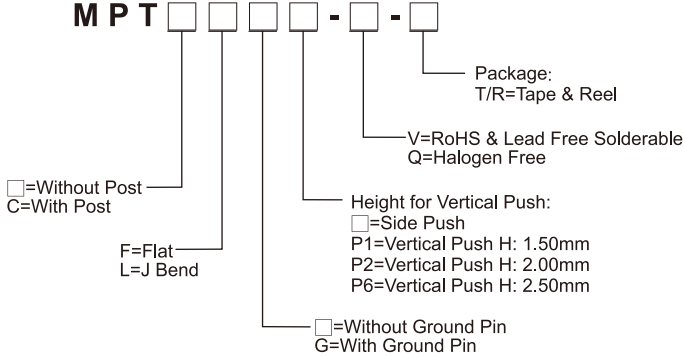 MPT□□□□-□-□
Package:
T/R=Tape & Reel
V=RoHS & Lead Free Solderable
Q=Halogen Free
□=Without Post
C=With Post
Height for Vertical Push:
□=Side Push
P1=Vertical Push H: 1.50mm
P2=Vertical Push H: 2.00mm
P6=Vertical Push H: 2.50mm
F=Flat
L=J Bend
□=Without Ground Pin
G=With Ground Pin